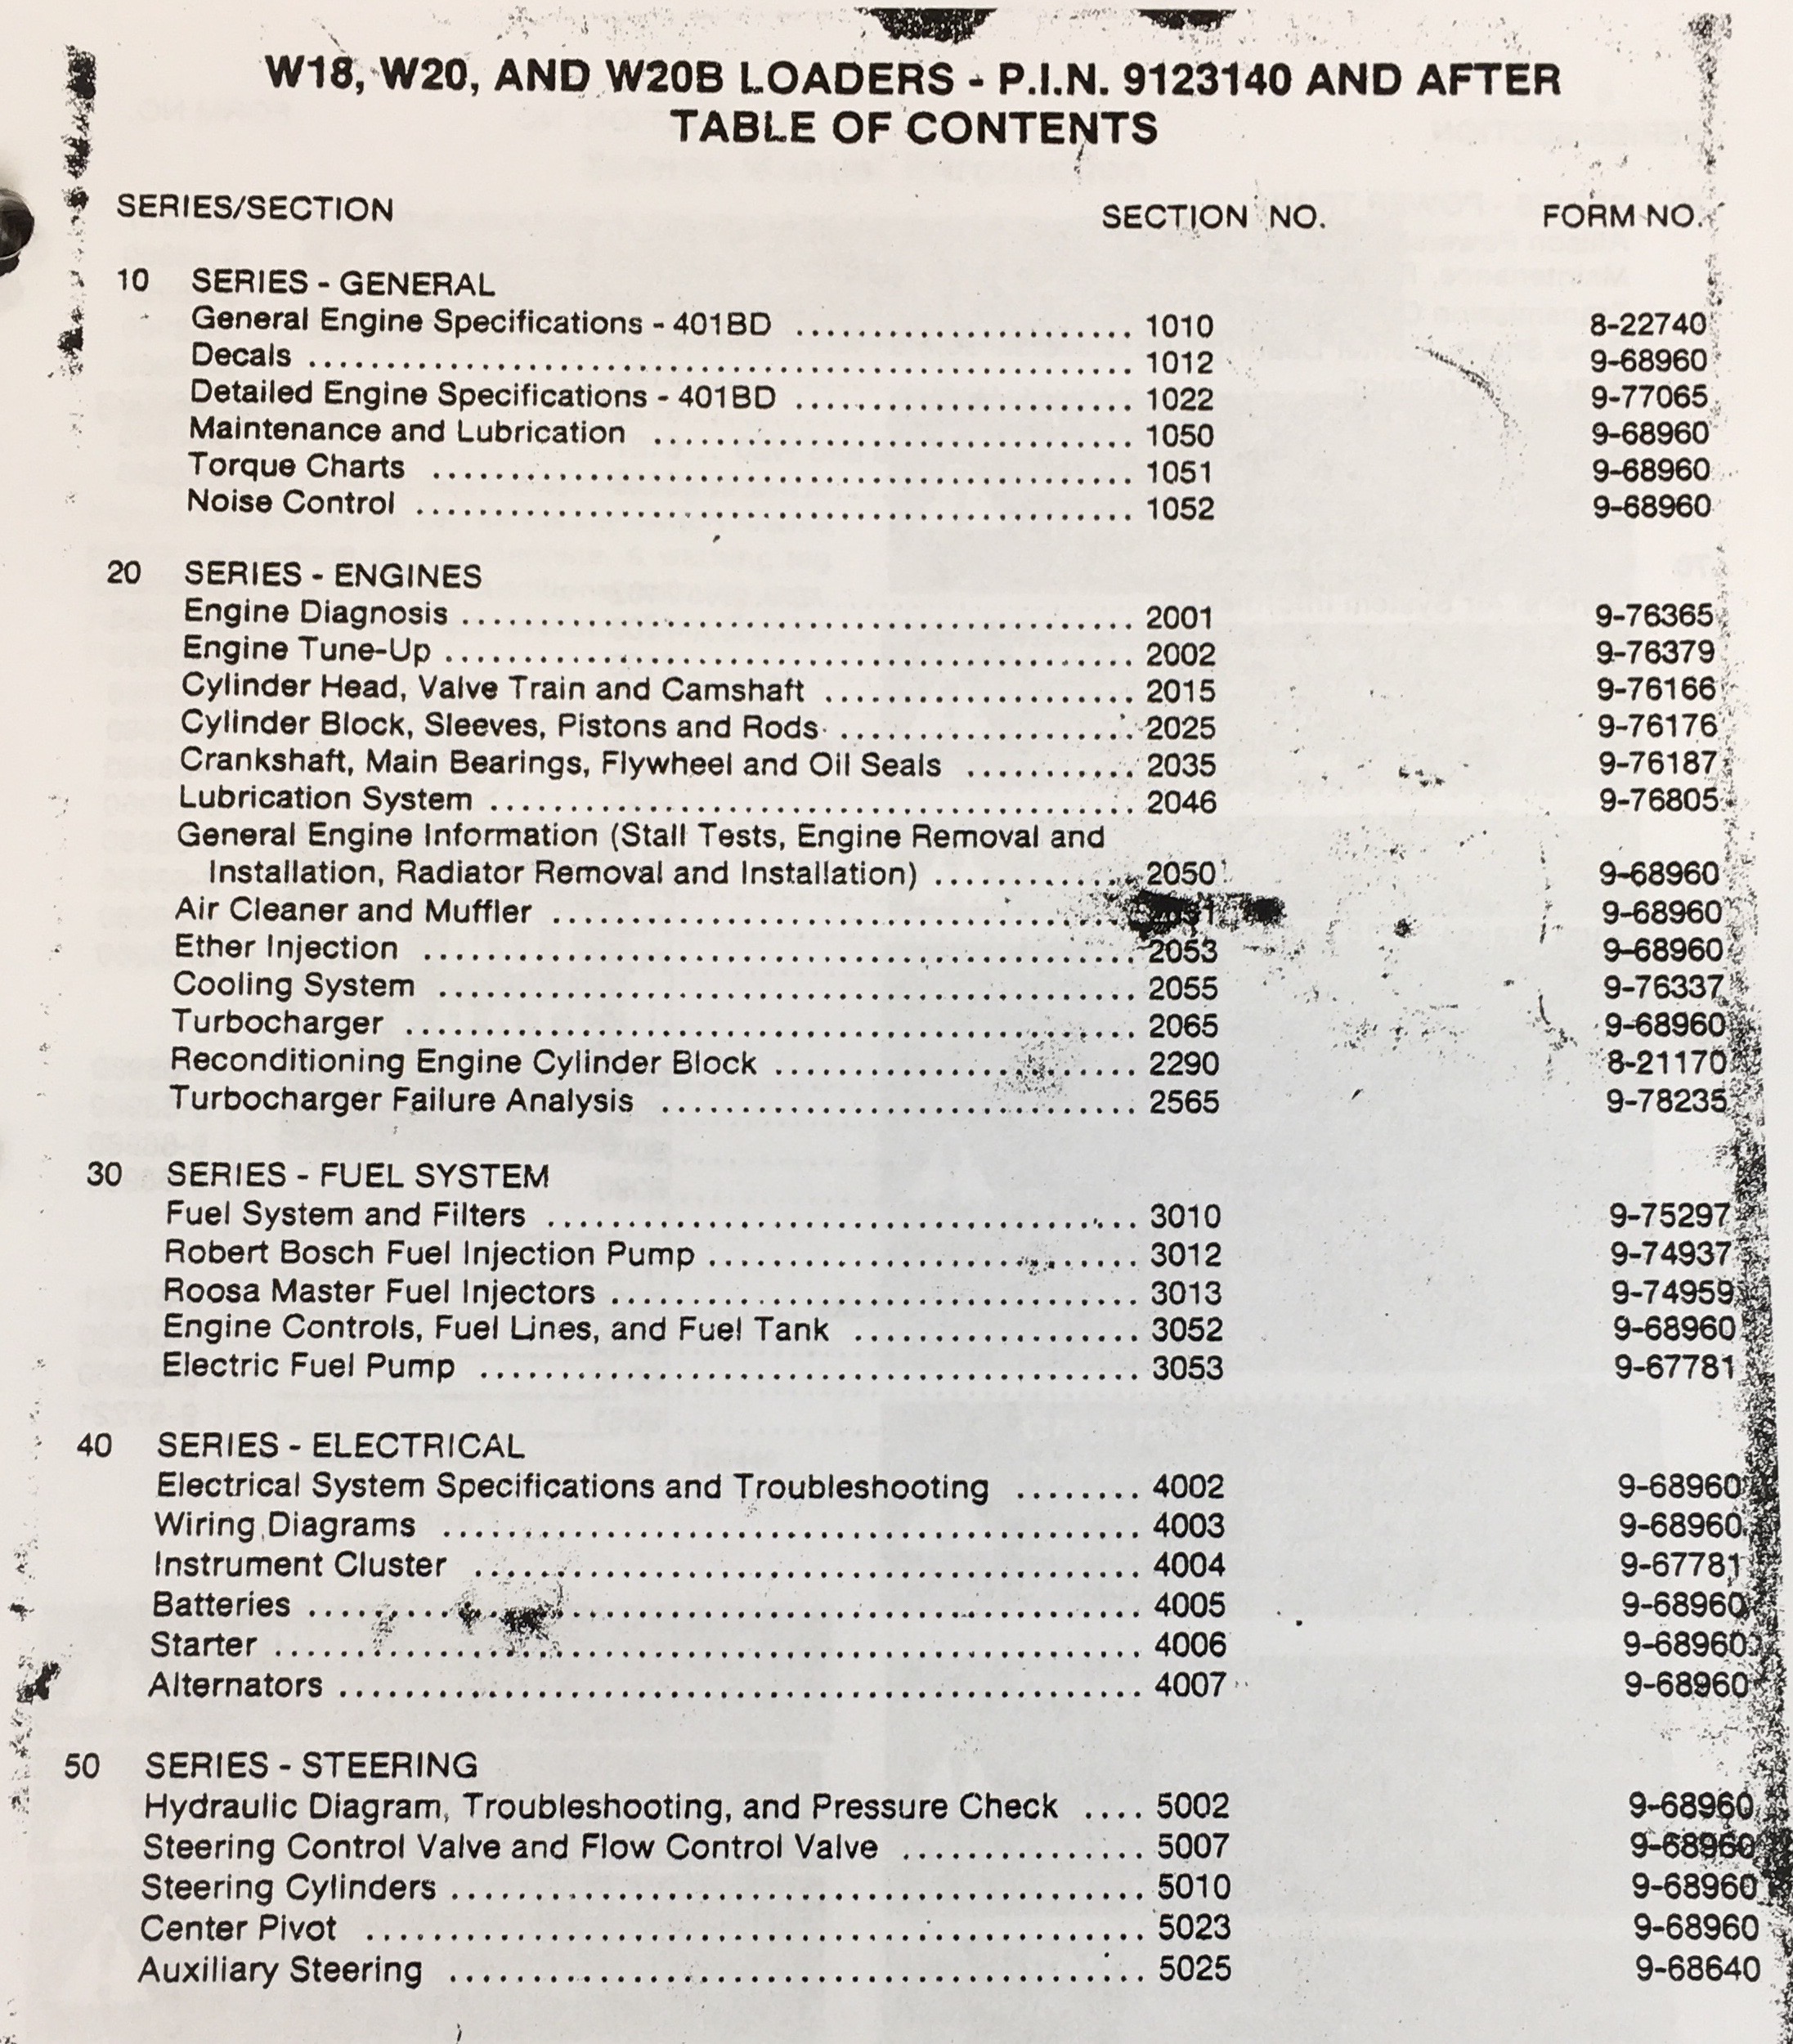 W18, W20, AND W20B LOADERS - P.I.N. 9123140 AND AFTER
TABLE OF CONTENTS
SERIES/SECTION SECTION NO. FORM NO.
10 SERIES - GENERAL
General Engine Specifications - 401BD ........................ 1010 8-22740
Decals .................................................... 1012 9-68960
Detailed Engine Specifications - 401BD ...................... 1022 9-77065
Maintenance and Lubrication ............................... 1050 9-68960
Torque Charts ............................................. 1051 9-68960
Noise Control .............................................. 1052 9-68960
20 SERIES - ENGINES
Engine Diagnosis ........................................... 2001 9-76365
Engine Tune-Up ............................................ 2002 9-76379
Cylinder Head, Valve Train and Camshaft .................... 2015 9-76166
Cylinder Block, Sleeves, Pistons and Rods ................... 2025 9-76176
Crankshaft, Main Bearings, Flywheel and Oil Seals ........... 2035 9-76187
Lubrication System ......................................... 2046 9-76805
General Engine Information (Stall Tests, Engine Removal and
Installation, Radiator Removal and Installation) ............. 2050 9-68960
Air Cleaner and Muffler .................................... 9-68960
Ether Injection ............................................. 2053 9-68960
Cooling System ............................................ 2055 9-76337
Turbocharger .............................................. 2065 9-68960
Reconditioning Engine Cylinder Block ....................... 2290 8-21170
Turbocharger Failure Analysis .............................. 2565 9-78235
30 SERIES - FUEL SYSTEM
Fuel System and Filters ..................................... 3010 9-75297
Robert Bosch Fuel Injection Pump ........................... 3012 9-74937
Roosa Master Fuel Injectors ................................. 3013 9-74959
Engine Controls, Fuel Lines, and Fuel Tank .................. 3052 9-68960
Electric Fuel Pump ......................................... 3053 9-67781
40 SERIES - ELECTRICAL
Electrical System Specifications and Troubleshooting ........ 4002 9-68960
Wiring Diagrams ............................................ 4003 9-68960
Instrument Cluster .......................................... 4004 9-67781
Batteries .................................................... 4005 9-68960
Starter ...................................................... 4006 9-68960
Alternators .................................................. 4007 9-68960
50 SERIES - STEERING
Hydraulic Diagram, Troubleshooting, and Pressure Check .... 5002 9-68960
Steering Control Valve and Flow Control Valve ............... 5007 9-68960
Steering Cylinders ........................................... 5010 9-68960
Center Pivot ................................................. 5023 9-68960
Auxiliary Steering ............................................ 5025 9-68640